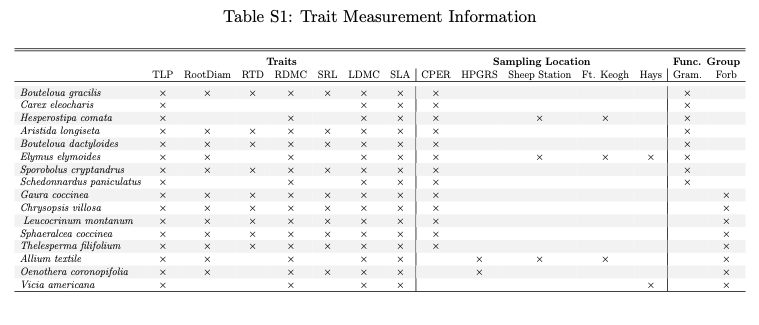 Table S1: Trait Measurement Information
Traits Sampling Location Func. Group
TLP RootDiam RTD RDMC SRL LDMC SLA CPER HPGRS Sheep Station Ft. Keogh Hays Gram. Forb
Bouteloua gracilis × × × × × × × × ×
Carex eleocharis × × × × ×
Hesperostipa comata × × × × × × × ×
Aristida longiseta × × × × × × × × ×
Bouteloua dactyloides × × × × × × × × ×
Elymus elymoides × × × × × × × × × ×
Sporobolus cryptandrus × × × × × × × × ×
Schedonnardus paniculatus × × × × × ×
Gaura coccinea × × × × × × × × ×
Chrysopsis villosa × × × × × × × × ×
Leucocrinum montanum × × × × × × × × ×
Sphaeralcea coccinea × × × × × × × × ×
Thelesperma filifolium × × × × × × × × ×
Allium textile × × × × × × × × ×
Oenothera coronopifolia × × × × × × × ×
Vicia americana × × × × × ×